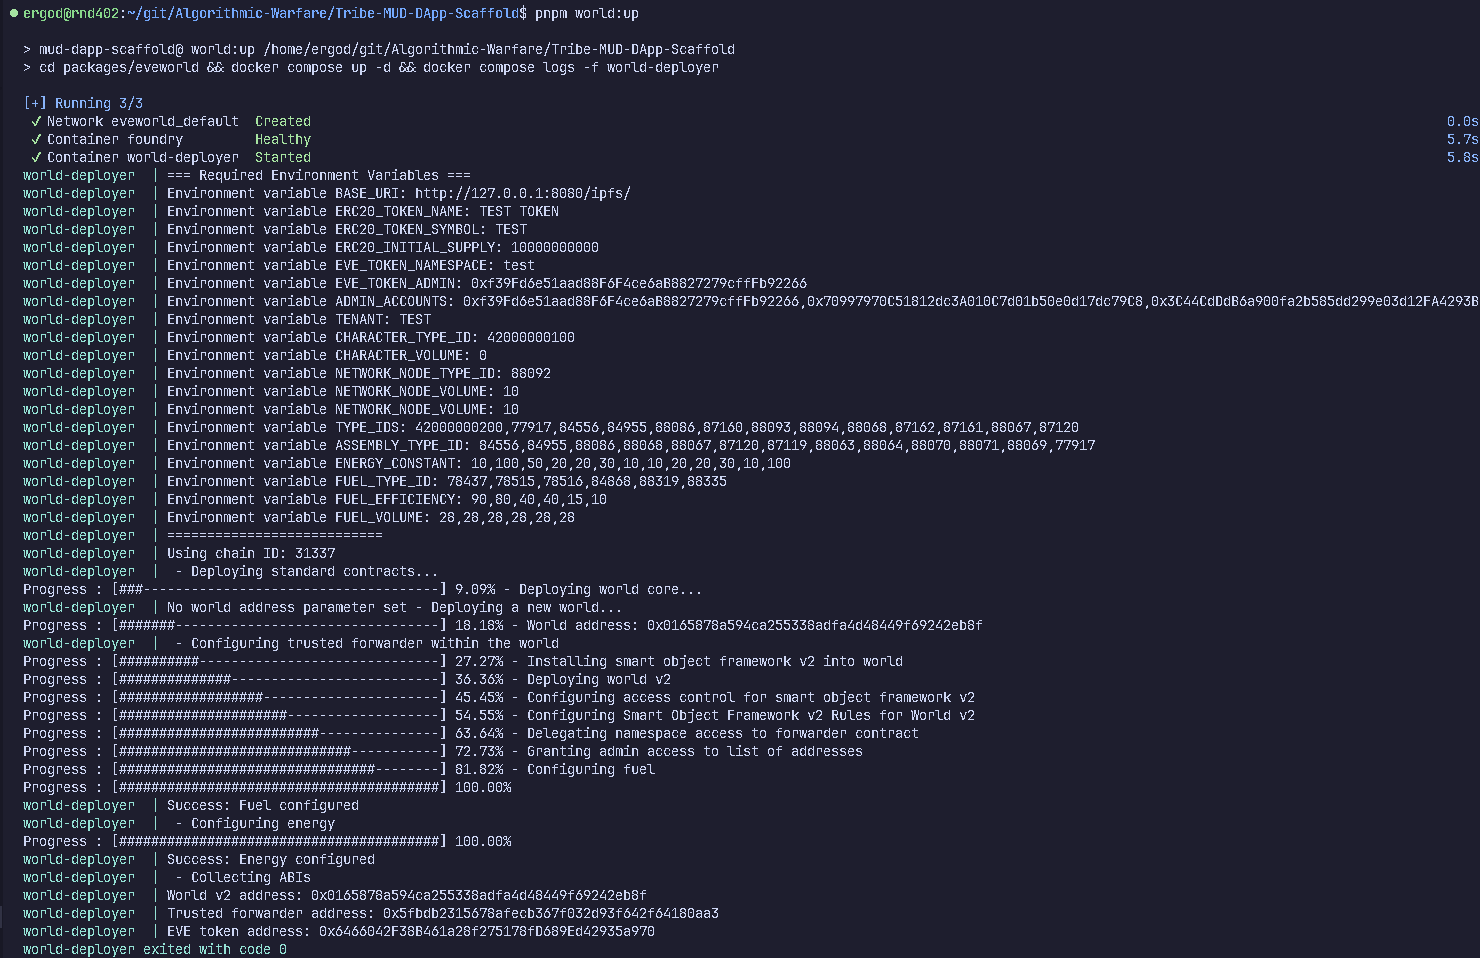 ergod@rnd402:~/git/Algorithmic-Warfare/Tribe-MUD-DApp-Scaffold$ pnpm world:up
> mud-dapp-scaffold@ world:up /home/ergod/git/Algorithmic-Warfare/Tribe-MUD-DApp-Scaffold
> cd packages/eveworld && docker compose up -d && docker compose logs -f world-deployer
[+] Running 3/3
✓ Network eveworld_default  Created 0.0s
✓ Container foundry         Healthy 5.7s
✓ Container world-deployer  Started 5.8s
world-deployer  | === Required Environment Variables ===
world-deployer  | Environment variable BASE_URI: http://127.0.0.1:8080/ipfs/
world-deployer  | Environment variable ERC20_TOKEN_NAME: TEST TOKEN
world-deployer  | Environment variable ERC20_TOKEN_SYMBOL: TEST
world-deployer  | Environment variable ERC20_INITIAL_SUPPLY: 10000000000
world-deployer  | Environment variable EVE_TOKEN_NAMESPACE: test
world-deployer  | Environment variable EVE_TOKEN_ADMIN: 0xf39Fd6e51aad88F6F4ce6aB8827279cffFb92266
world-deployer  | Environment variable ADMIN_ACCOUNTS: 0xf39Fd6e51aad88F6F4ce6aB8827279cffFb92266,0x70997970C51812dc3A010C7d01b50e0d17dc79C8,0x3C44CdDdB6a900fa2b585dd299e03d12FA4293B
world-deployer  | Environment variable TENANT: TEST
world-deployer  | Environment variable CHARACTER_TYPE_ID: 42000000100
world-deployer  | Environment variable CHARACTER_VOLUME: 0
world-deployer  | Environment variable NETWORK_NODE_TYPE_ID: 88092
world-deployer  | Environment variable NETWORK_NODE_VOLUME: 10
world-deployer  | Environment variable NETWORK_NODE_VOLUME: 10
world-deployer  | Environment variable TYPE_IDS: 42000000200,77917,84556,84955,88086,87160,88093,88094,88068,87162,87161,88067,87120
world-deployer  | Environment variable ASSEMBLY_TYPE_ID: 84556,84955,88086,88068,88067,87120,87119,88063,88064,88070,88071,88069,77917
world-deployer  | Environment variable ENERGY_CONSTANT: 10,100,50,20,20,30,10,10,20,20,30,10,100
world-deployer  | Environment variable FUEL_TYPE_ID: 78437,78515,78516,84868,88319,88335
world-deployer  | Environment variable FUEL_EFFICIENCY: 90,80,40,40,15,10
world-deployer  | Environment variable FUEL_VOLUME: 28,28,28,28,28,28
world-deployer  | ===========================
world-deployer  | Using chain ID: 31337
world-deployer  |  - Deploying standard contracts...
Progress : [###-------------------------------------] 9.09% - Deploying world core...
world-deployer  | No world address parameter set - Deploying a new world...
Progress : [#######---------------------------------] 18.18% - World address: 0x0165878a594ca255338adfa4d48449f69242eb8f
world-deployer  |  - Configuring trusted forwarder within the world
Progress : [##########------------------------------] 27.27% - Installing smart object framework v2 into world
Progress : [##############--------------------------] 36.36% - Deploying world v2
Progress : [##################----------------------] 45.45% - Configuring access control for smart object framework v2
Progress : [#####################-------------------] 54.55% - Configuring Smart Object Framework v2 Rules for World v2
Progress : [#########################---------------] 63.64% - Delegating namespace access to forwarder contract
Progress : [#############################-----------] 72.73% - Granting admin access to list of addresses
Progress : [################################--------] 81.82% - Configuring fuel
Progress : [########################################] 100.00%
world-deployer  | Success: Fuel configured
world-deployer  |  - Configuring energy
Progress : [########################################] 100.00%
world-deployer  | Success: Energy configured
world-deployer  |  - Collecting ABIs
world-deployer  | World v2 address: 0x0165878a594ca255338adfa4d48449f69242eb8f
world-deployer  | Trusted forwarder address: 0x5fbdb2315678afecb367f032d93f642f64180aa3
world-deployer  | EVE token address: 0x6466042F38B461a28f275178fD689Ed42935a970
world-deployer exited with code 0